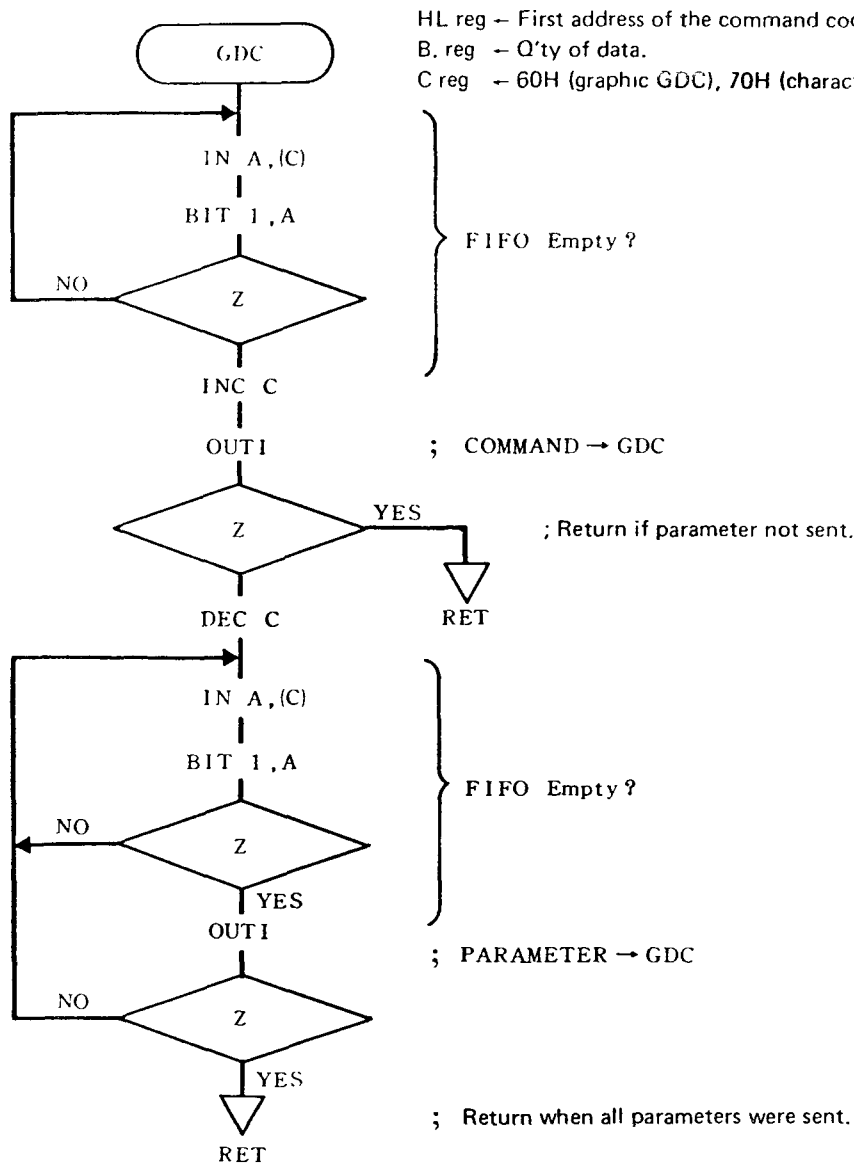 HL reg ← First address of the command
B. reg ← Q'ty of data.
C reg ← 60H (graphic GDC), 70H
GDC
IN A,(C)
BIT 1,A
FIFO Empty?
NO
Z
INC C
OUTI
; COMMAND → GDC
YES
Z
; Return if parameter not sent.
DEC C
RET
IN A,(C)
BIT 1,A
FIFO Empty?
NO
Z
YES
OUTI
; PARAMETER → GDC
NO
Z
YES
; Return when all parameters were sent.
RET